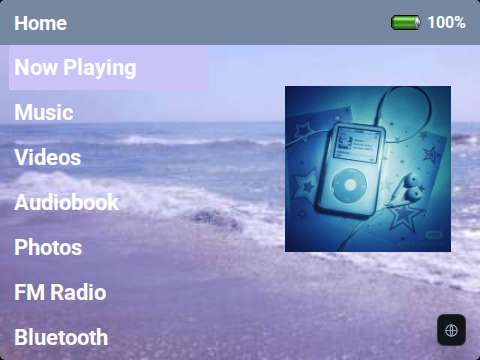 Home
100%
Now Playing
Music
Videos
Audiobook
Photos
FM Radio
Bluetooth